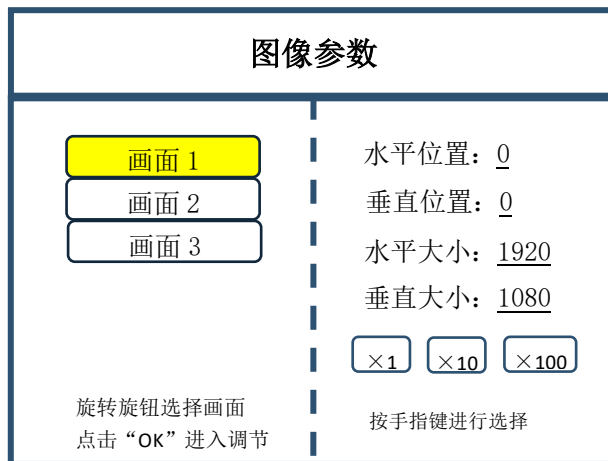 图像参数
画面 1
画面 2
画面 3
旋转旋钮选择画面
点击“OK”进入调节
水平位置：0
垂直位置：0
水平大小：1920
垂直大小：1080
×1 ×10 ×100
按手指键进行选择